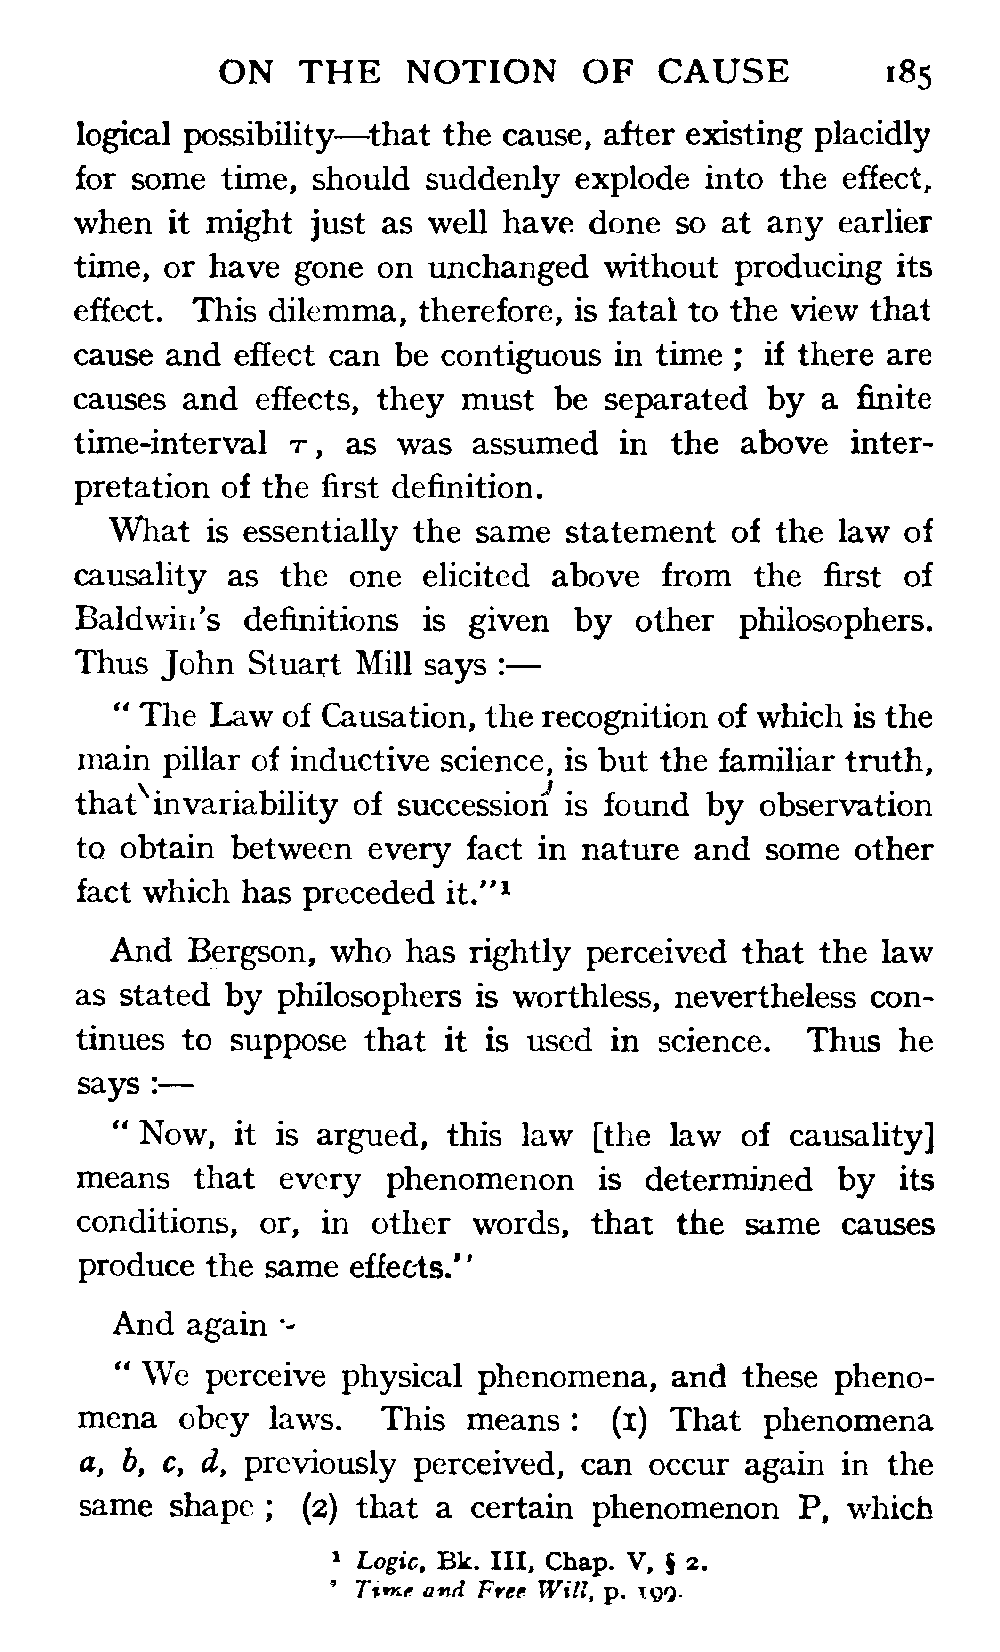 ON THE NOTION OF CAUSE 185
logical possibility—that the cause, after existing placidly
for some time, should suddenly explode into the effect,
when it might just as well have done so at any earlier
time, or have gone on unchanged without producing its
effect. This dilemma, therefore, is fatal to the view that
cause and effect can be contiguous in time ; if there are
causes and effects, they must be separated by a finite
time-interval τ, as was assumed in the above inter-
pretation of the first definition.
What is essentially the same statement of the law of
causality as the one elicited above from the first of
Baldwin's definitions is given by other philosophers.
Thus John Stuart Mill says :—
“ The Law of Causation, the recognition of which is the
main pillar of inductive science, is but the familiar truth,
that invariability of succession is found by observation
to obtain between every fact in nature and some other
fact which has preceded it."¹
And Bergson, who has rightly perceived that the law
as stated by philosophers is worthless, nevertheless con-
tinues to suppose that it is used in science. Thus he
says :—
“ Now, it is argued, this law [the law of causality]
means that every phenomenon is determined by its
conditions, or, in other words, that the same causes
produce the same effects."
And again :-
“ We perceive physical phenomena, and these pheno-
mena obey laws. This means : (1) That phenomena
a, b, c, d, previously perceived, can occur again in the
same shape ; (2) that a certain phenomenon P, which
¹ Logic, Bk. III, Chap. V, § 2.
² Time and Free Will, p. 199.